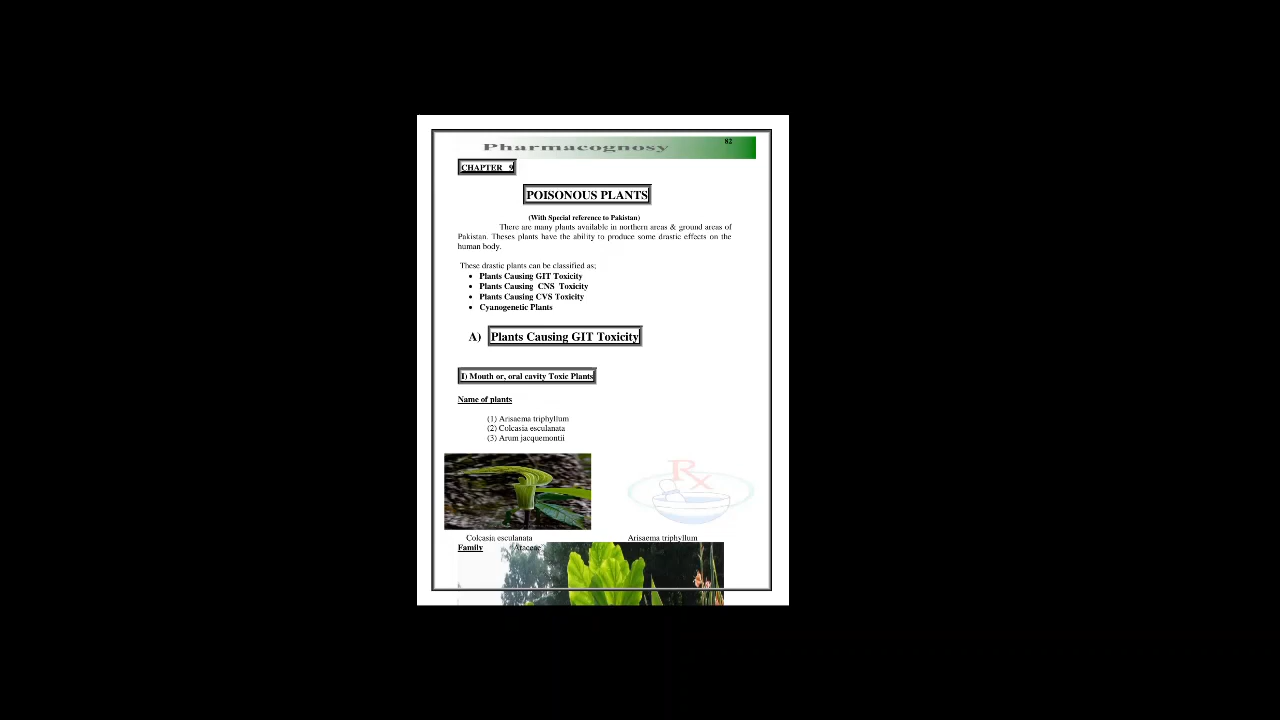 Pharmacognosy 82
CHAPTER 9
POISONOUS PLANTS
(With Special reference to Pakistan)
There are many plants available in northern areas & ground areas of
Pakistan. Theses plants have the ability to produce some drastic effects on the
human body.
These drastic plants can be classified as;
• Plants Causing GIT Toxicity
• Plants Causing CNS Toxicity
• Plants Causing CVS Toxicity
• Cyanogenetic Plants
A) Plants Causing GIT Toxicity
I) Mouth or, oral cavity Toxic Plants
Name of plants
(1) Arisaema triphyllum
(2) Colcasia esculanata
(3) Arum jacquemontii
Rx
Colcasia esculanata Arisaema triphyllum
Family Araceae